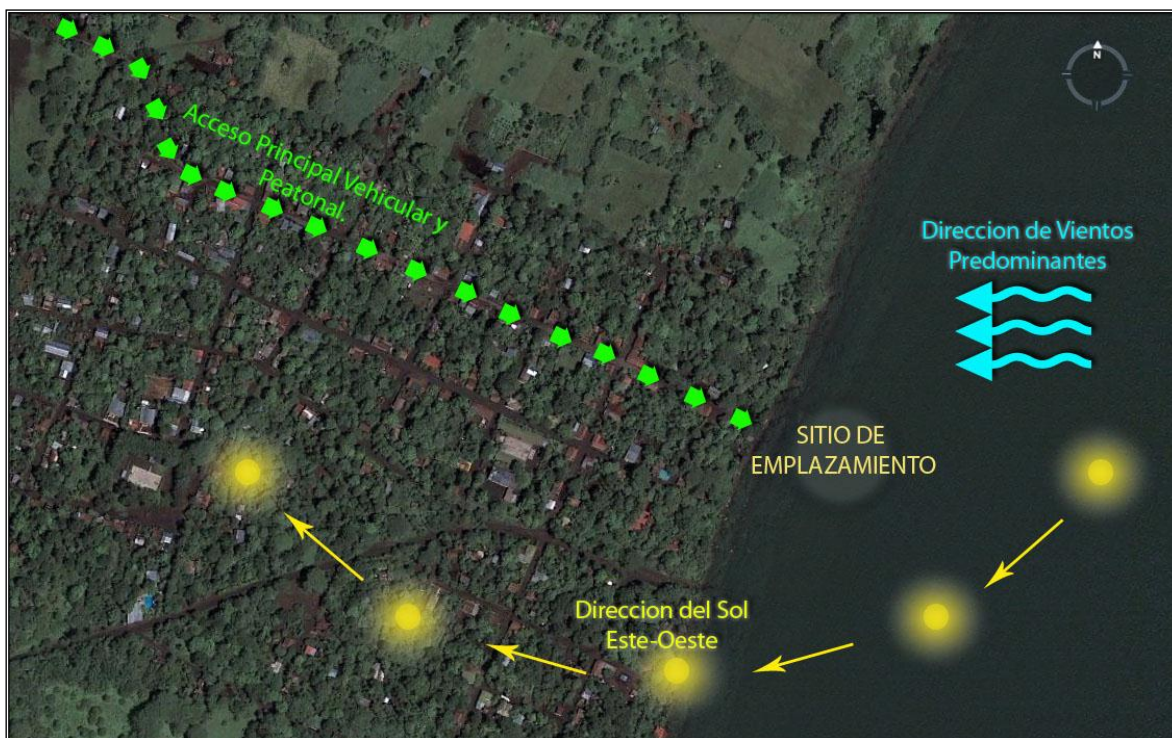 N
Acceso Principal Vehicular y
Peatonal.
Direccion de Vientos
Predominantes
SITIO DE
EMPLAZAMIENTO
Direccion del Sol
Este-Oeste